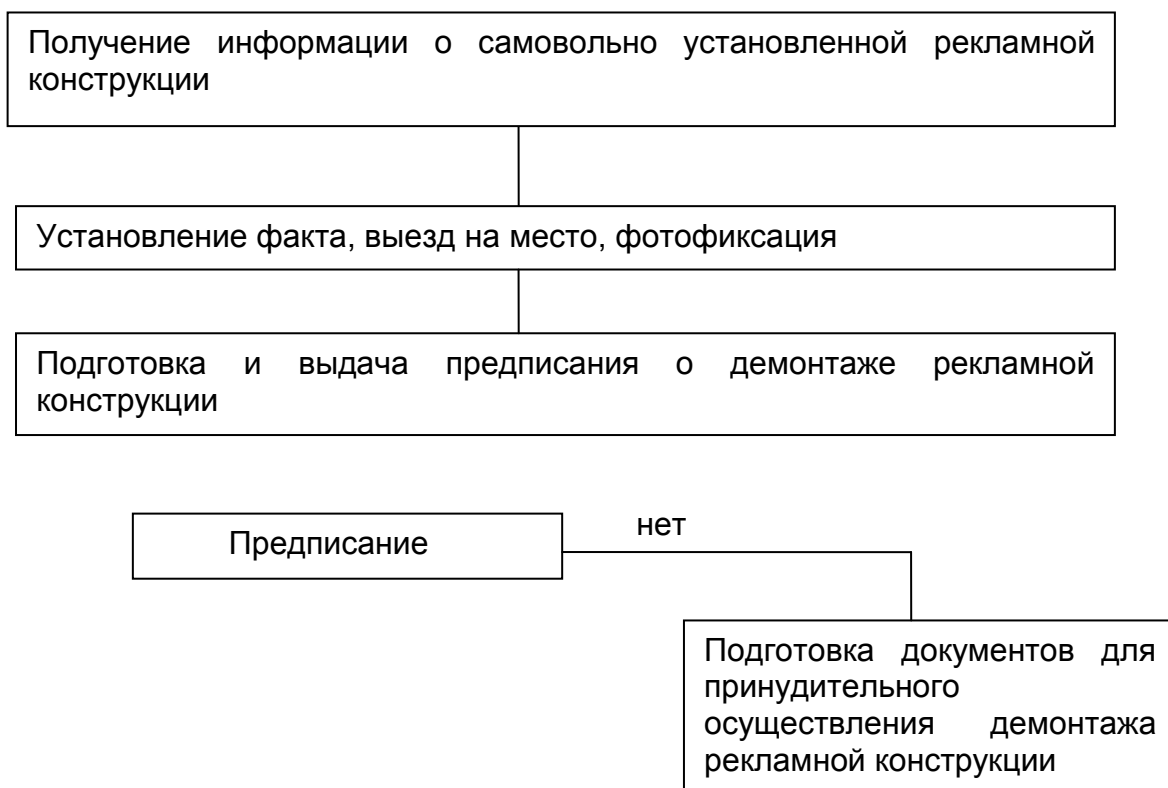 Получение информации о самовольно установленной рекламной
конструкции
Установление факта, выезд на место, фотофиксация
Подготовка и выдача предписания о демонтаже рекламной
конструкции
нет
Предписание
Подготовка документов для
принудительного
осуществления демонтажа
рекламной конструкции